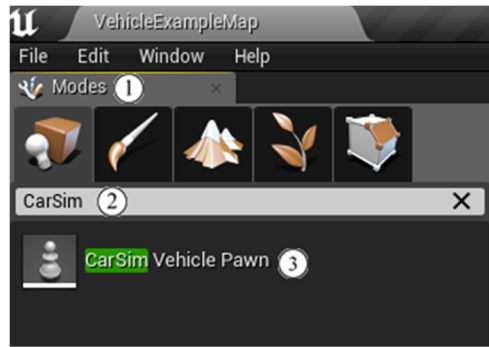 VehicleExampleMap
File Edit Window Help
Modes 1
CarSim 2
CarSim Vehicle Pawn 3